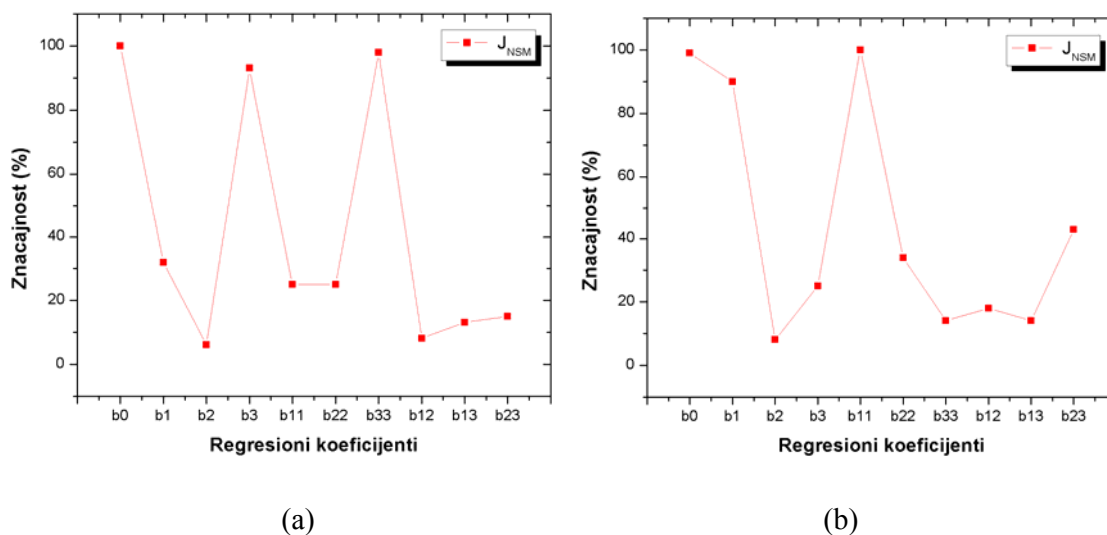 J NSM
100
80
60
40
20
0
Znacajnost (%)
b0 b1 b2 b3 b11 b22 b33 b12 b13 b23
Regresioni koeficijenti
(a)
J NSM
100
80
60
40
20
0
Znacajnost (%)
b0 b1 b2 b3 b11 b22 b33 b12 b13 b23
Regresioni koeficijenti
(b)